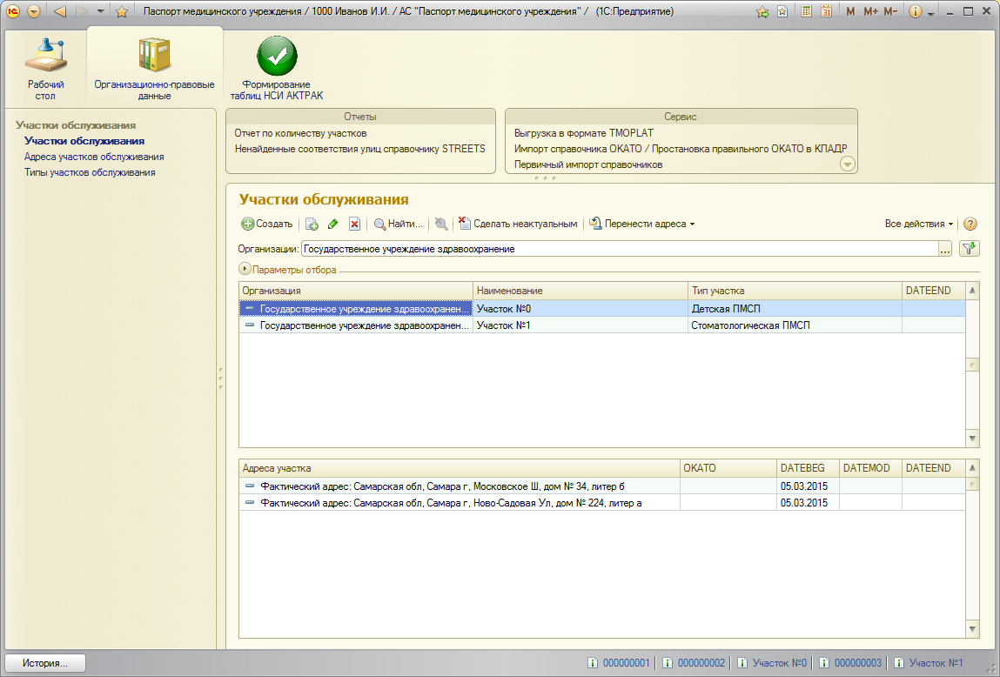 Паспорт медицинского учреждения / 1000 Иванов И.И. / АС "Паспорт медицинского учреждения" / (1С:Предприятие)
31 M M+ M-
Рабочий стол
Организационно-правовые данные
Формирование таблиц НСИ АКТРАК
Участки обслуживания
Участки обслуживания
Адреса участков обслуживания
Типы участков обслуживания
Отчеты
Отчет по количеству участков
Ненайденные соответствия улиц справочнику STREETS
Сервис
Выгрузка в формате TMOPLAT
Импорт справочника ОКАТО / Простановка правильного ОКАТО в КЛАДР
Первичный импорт справочников
Участки обслуживания
Создать Найти... Сделать неактуальным Перенести адреса Все действия ?
Организации: Государственное учреждение здравоохранение ...
Параметры отбора
Организация Наименование Тип участка DATEEND
Государственное учреждение здравоохранен... Участок №0 Детская ПМСП
Государственное учреждение здравоохранен... Участок №1 Стоматологическая ПМСП
Адреса участка ОКАТО DATEBEG DATEMOD DATEEND
Фактический адрес: Самарская обл, Самара г, Московское Ш, дом № 34, литер б 05.03.2015
Фактический адрес: Самарская обл, Самара г, Ново-Садовая Ул, дом № 224, литер а 05.03.2015
История... 000000001 000000002 Участок №0 000000003 Участок №1